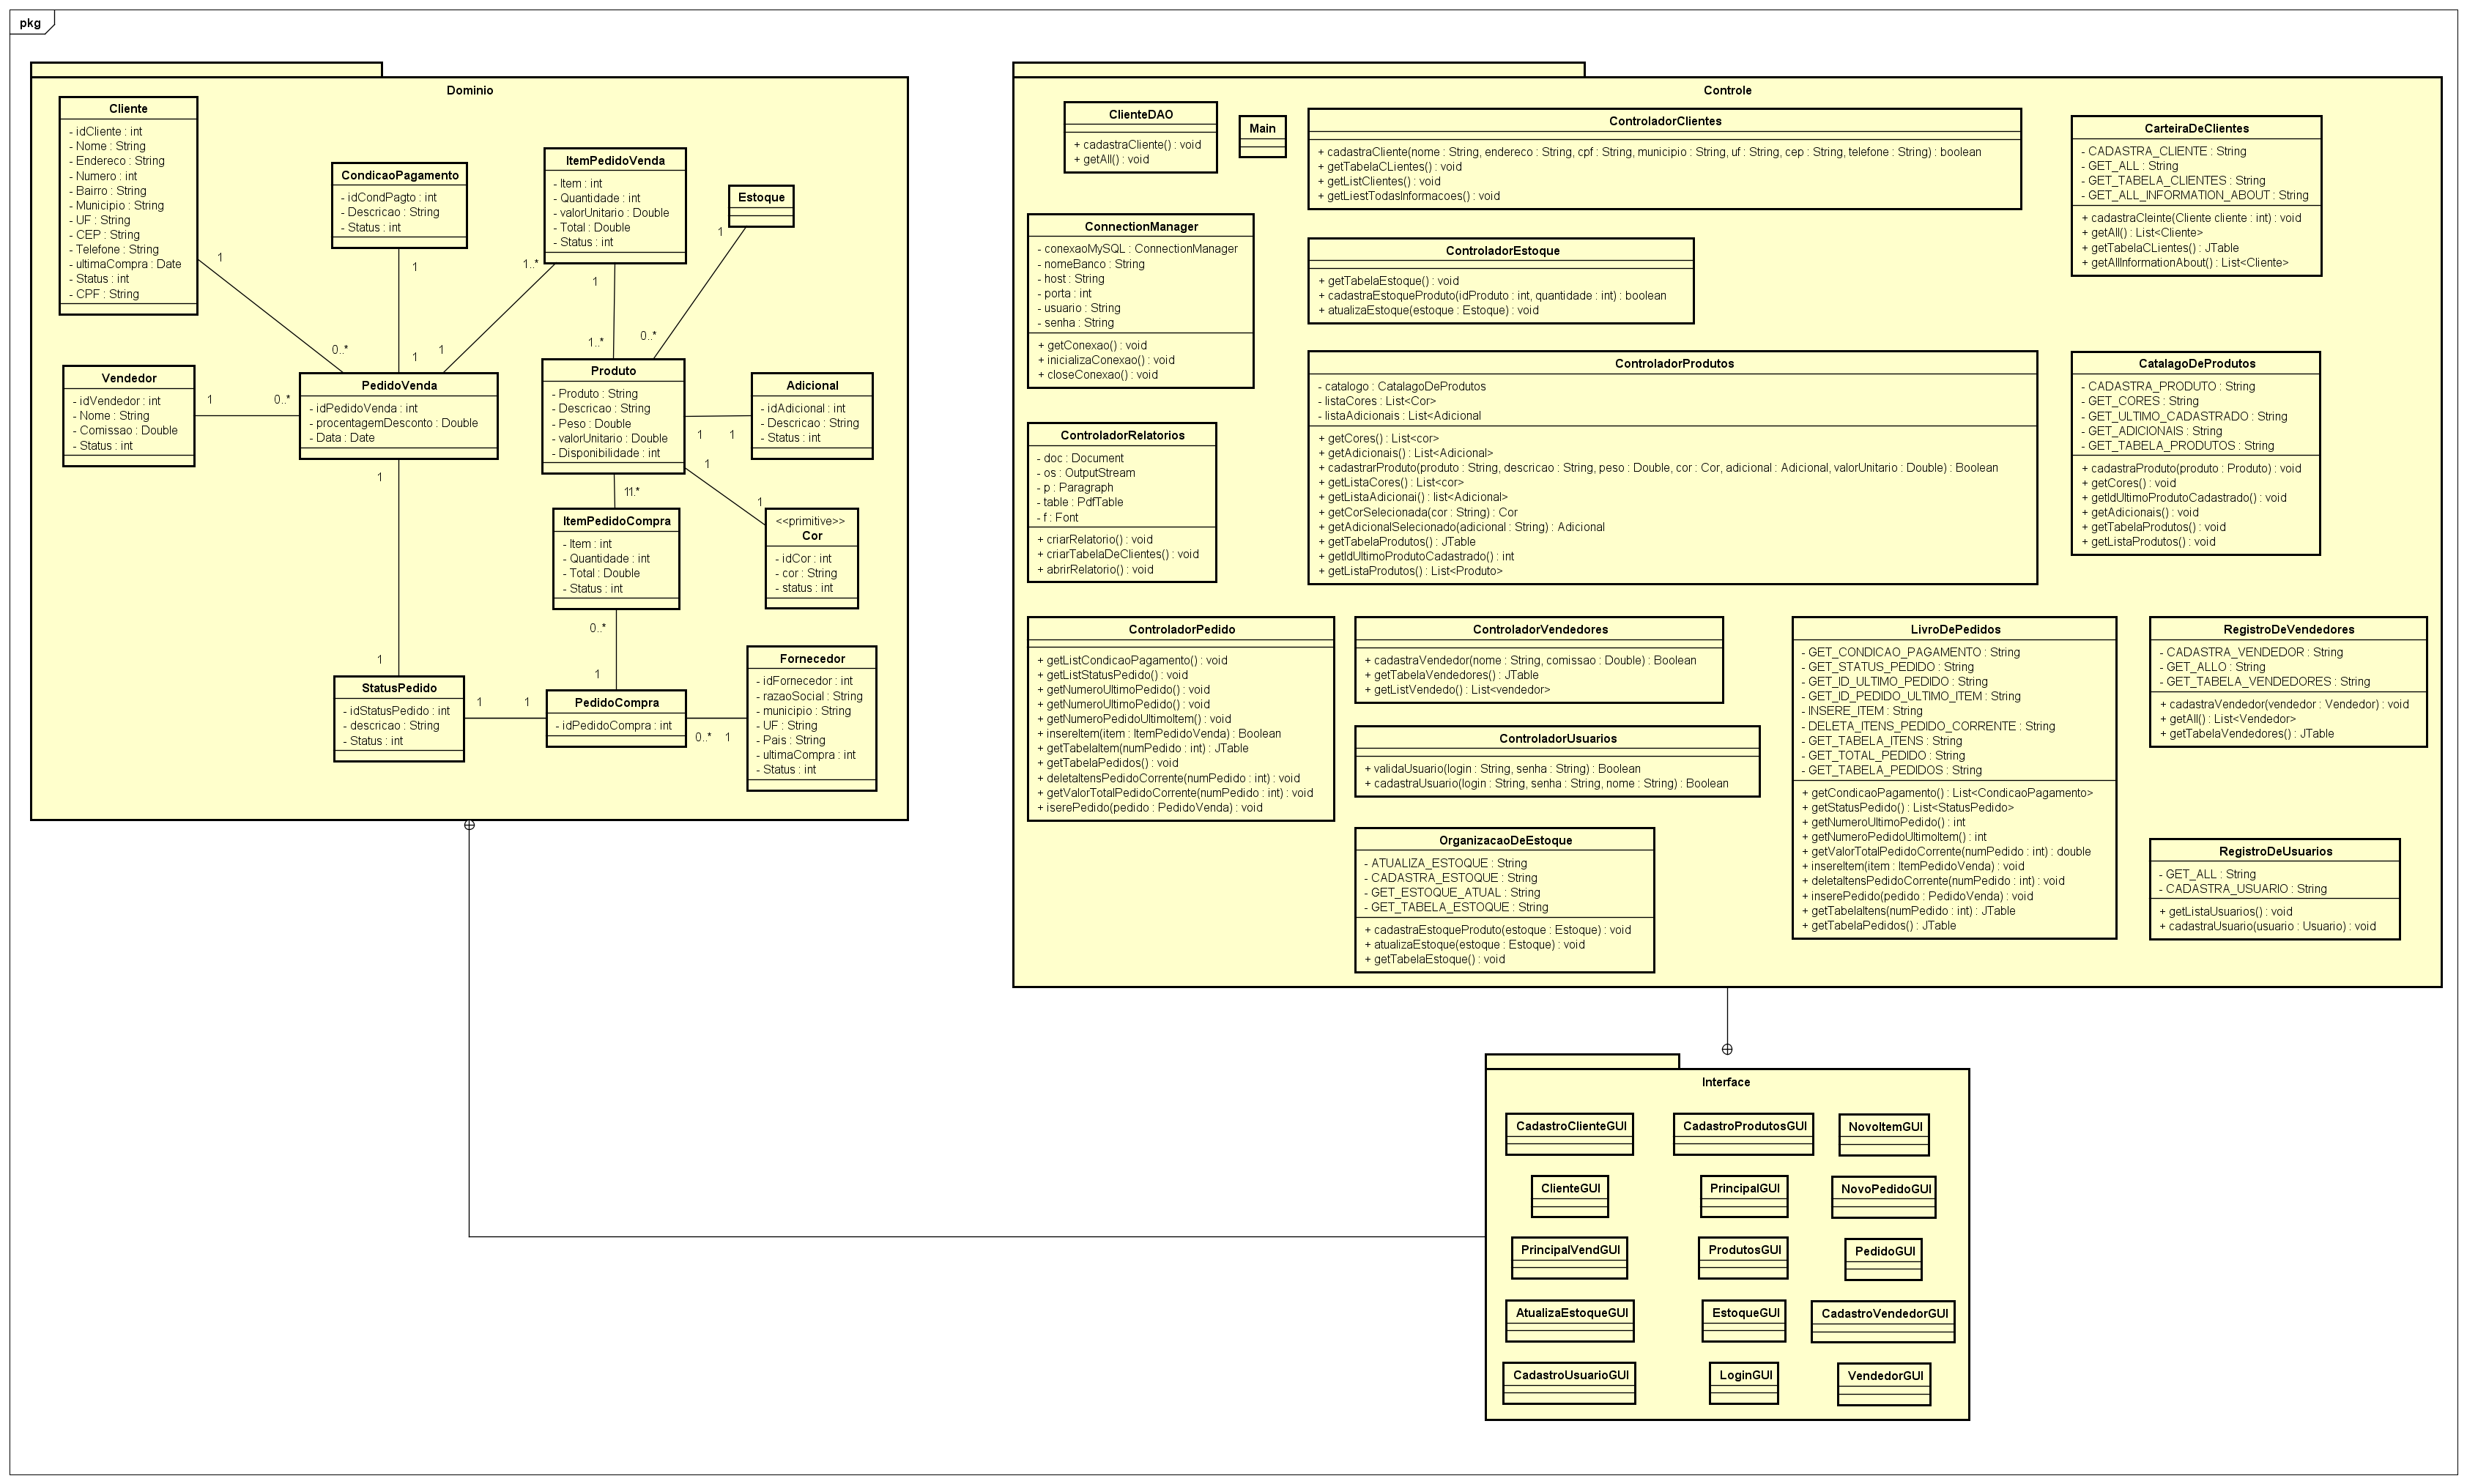 pkg
Dominio
Cliente
- idCliente : int
- Nome : String
- Endereco : String
- Numero : int
- Bairro : String
- Municipio : String
- UF : String
- CEP : String
- Telefone : String
- ultimaCompra : Date
- Status : int
- CPF : String
CondicaoPagamento
- idCondPagto : int
- Descricao : String
- Status : int
ItemPedidoVenda
- Item : int
- Quantidade : int
- valorUnitario : Double
- Total : Double
- Status : int
Estoque
1
1
1..*
1
1
0..*
1
1
1..*
0..*
Vendedor
- idVendedor : int
- Nome : String
- Comissao : Double
- Status : int
1
0..*
PedidoVenda
- idPedidoVenda : int
- procentagemDesconto : Double
- Data : Date
Produto
- Produto : String
- Descricao : String
- Peso : Double
- valorUnitario : Double
- Disponibilidade : int
Adicional
- idAdicional : int
- Descricao : String
- Status : int
1
1
1
1
1
11.*
ItemPedidoCompra
- Item : int
- Quantidade : int
- Total : Double
- Status : int
<<primitive>>
Cor
- idCor : int
- cor : String
- status : int
0..*
1
1
StatusPedido
- idStatusPedido : int
- descricao : String
- Status : int
1
1
PedidoCompra
- idPedidoCompra : int
0..*
1
Fornecedor
- idFornecedor : int
- razaoSocial : String
- municipio : String
- UF : String
- Pais : String
- ultimaCompra : int
- Status : int
Controle
ClienteDAO
+ cadastraCliente() : void
+ getAll() : void
Main
ControladorClientes
+ cadastraCliente(nome : String, endereco : String, cpf : String, municipio : String, uf : String, cep : String, telefone : String) : boolean
+ getTabelaCLientes() : void
+ getListClientes() : void
+ getLiestTodasInformacoes() : void
CarteiraDeClientes
- CADASTRA_CLIENTE : String
- GET_ALL : String
- GET_TABELA_CLIENTES : String
- GET_ALL_INFORMATION_ABOUT : String
+ cadastraCleinte(Cliente cliente : int) : void
+ getAll() : List<Cliente>
+ getTabelaCLientes() : JTable
+ getAllInformationAbout() : List<Cliente>
ConnectionManager
- conexaoMySQL : ConnectionManager
- nomeBanco : String
- host : String
- porta : int
- usuario : String
- senha : String
+ getConexao() : void
+ inicializaConexao() : void
+ closeConexao() : void
ControladorEstoque
+ getTabelaEstoque() : void
+ cadastraEstoqueProduto(idProduto : int, quantidade : int) : boolean
+ atualizaEstoque(estoque : Estoque) : void
ControladorProdutos
- catalogo : CatalagoDeProdutos
- listaCores : List<Cor>
- listaAdicionais : List<Adicional
+ getCores() : List<cor>
+ getAdicionais() : List<Adicional>
+ cadastrarProduto(produto : String, descricao : String, peso : Double, cor : Cor, adicional : Adicional, valorUnitario : Double) : Boolean
+ getListaCores() : List<cor>
+ getListaAdicionai() : list<Adicional>
+ getCorSelecionada(cor : String) : Cor
+ getAdicionalSelecionado(adicional : String) : Adicional
+ getTabelaProdutos() : JTable
+ getIdUltimoProdutoCadastrado() : int
+ getListaProdutos() : List<Produto>
CatalagoDeProdutos
- CADASTRA_PRODUTO : String
- GET_CORES : String
- GET_ULTIMO_CADASTRADO : String
- GET_ADICIONAIS : String
- GET_TABELA_PRODUTOS : String
+ cadastraProduto(produto : Produto) : void
+ getCores() : void
+ getIdUltimoProdutoCadastrado() : void
+ getAdicionais() : void
+ getTabelaProdutos() : void
+ getListaProdutos() : void
ControladorRelatorios
- doc : Document
- os : OutputStream
- p : Paragraph
- table : PdfTable
- f : Font
+ criarRelatorio() : void
+ criarTabelaDeClientes() : void
+ abrirRelatorio() : void
ControladorPedido
+ getListCondicaoPagamento() : void
+ getListStatusPedido() : void
+ getNumeroUltimoPedido() : void
+ getNumeroUltimoPedido() : void
+ getNumeroPedidoUltimoItem() : void
+ insereItem(item : ItemPedidoVenda) : Boolean
+ getTabelaItem(numPedido : int) : JTable
+ getTabelaPedidos() : void
+ deletaItensPedidoCorrente(numPedido : int) : void
+ getValorTotalPedidoCorrente(numPedido : int) : void
+ iserePedido(pedido : PedidoVenda) : void
ControladorVendedores
+ cadastraVendedor(nome : String, comissao : Double) : Boolean
+ getTabelaVendedores() : JTable
+ getListVendedo() : List<vendedor>
ControladorUsuarios
+ validaUsuario(login : String, senha : String) : Boolean
+ cadastraUsuario(login : String, senha : String, nome : String) : Boolean
OrganizacaoDeEstoque
- ATUALIZA_ESTOQUE : String
- CADASTRA_ESTOQUE : String
- GET_ESTOQUE_ATUAL : String
- GET_TABELA_ESTOQUE : String
+ cadastraEstoqueProduto(estoque : Estoque) : void
+ atualizaEstoque(estoque : Estoque) : void
+ getTabelaEstoque() : void
LivroDePedidos
- GET_CONDICAO_PAGAMENTO : String
- GET_STATUS_PEDIDO : String
- GET_ID_ULTIMO_PEDIDO : String
- GET_ID_PEDIDO_ULTIMO_ITEM : String
- INSERE_ITEM : String
- DELETA_ITENS_PEDIDO_CORRENTE : String
- GET_TABELA_ITENS : String
- GET_TOTAL_PEDIDO : String
- GET_TABELA_PEDIDOS : String
+ getCondicaoPagamento() : List<CondicaoPagamento>
+ getStatusPedido() : List<StatusPedido>
+ getNumeroUltimoPedido() : int
+ getNumeroPedidoUltimoItem() : int
+ getValorTotalPedidoCorrente(numPedido : int) : double
+ insereItem(item : ItemPedidoVenda) : void
+ deletaItensPedidoCorrente(numPedido : int) : void
+ inserePedido(pedido : PedidoVenda) : void
+ getTabelaItens(numPedido : int) : JTable
+ getTabelaPedidos() : JTable
RegistroDeVendedores
- CADASTRA_VENDEDOR : String
- GET_ALLO : String
- GET_TABELA_VENDEDORES : String
+ cadastraVendedor(vendedor : Vendedor) : void
+ getAll() : List<Vendedor>
+ getTabelaVendedores() : JTable
RegistroDeUsuarios
- GET_ALL : String
- CADASTRA_USUARIO : String
+ getListaUsuarios() : void
+ cadastraUsuario(usuario : Usuario) : void
Interface
CadastroClienteGUI
CadastroProdutosGUI
NovoItemGUI
ClienteGUI
PrincipalGUI
NovoPedidoGUI
PrincipalVendGUI
ProdutosGUI
PedidoGUI
AtualizaEstoqueGUI
EstoqueGUI
CadastroVendedorGUI
CadastroUsuarioGUI
LoginGUI
VendedorGUI